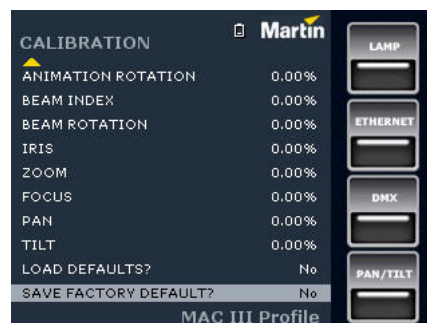 Martin
CALIBRATION
ANIMATION ROTATION 0.00%
BEAM INDEX 0.00%
BEAM ROTATION 0.00%
IRIS 0.00%
ZOOM 0.00%
FOCUS 0.00%
PAN 0.00%
TILT 0.00%
LOAD DEFAULTS? No
SAVE FACTORY DEFAULT? No
MAC III Profile
LAMP
ETHERNET
DMX
PAN/TILT